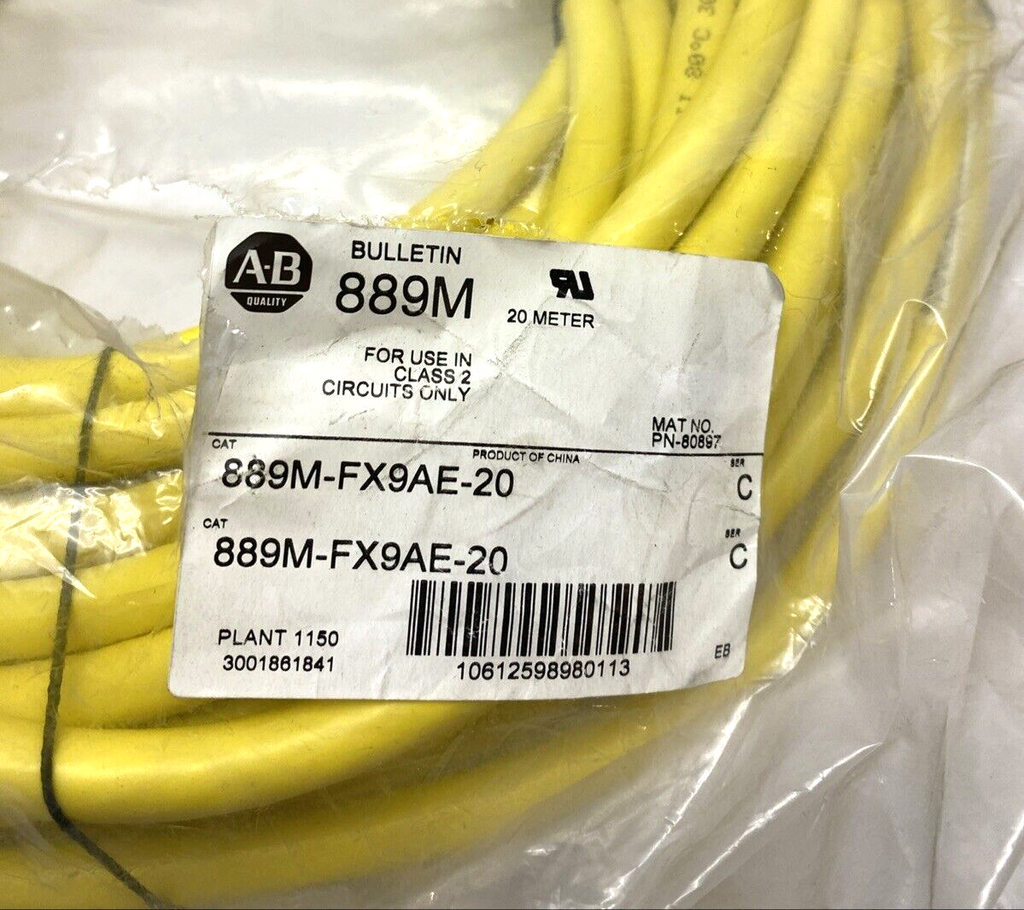 A-B
QUALITY
BULLETIN
889M
20 METER
FOR USE IN
CLASS 2
CIRCUITS ONLY
MAT NO.
PN-80897
PRODUCT OF CHINA
CAT
889M-FX9AE-20
SER
C
CAT
889M-FX9AE-20
SER
C
PLANT 1150
3001861841
10612598980113
EB